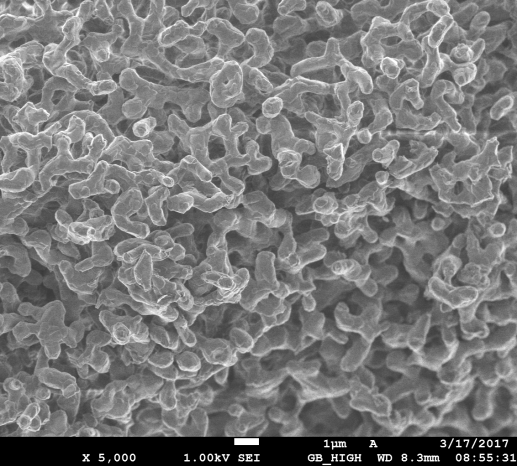 1μm A 3/17/2017
X 5,000 1.00kV SEI GB_HIGH WD 8.3mm 08:55:31